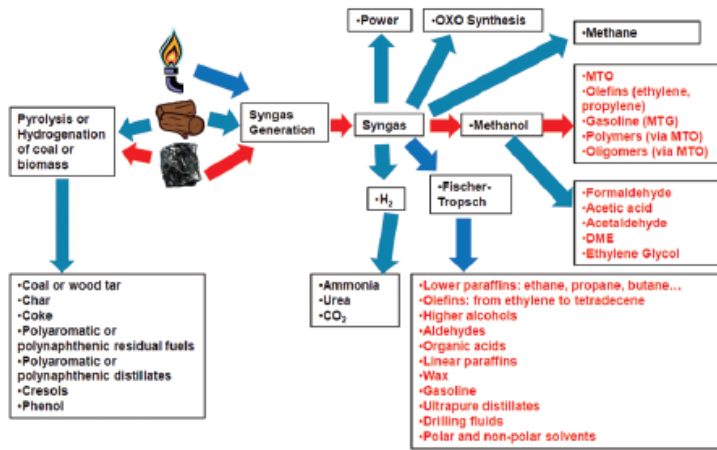 •Power
•OXO Synthesis
•Methane
Pyrolysis or
Hydrogenation
of coal or
biomass
Syngas
Generation
Syngas
•Methanol
•MTO
•Olefins (ethylene,
propylene)
•Gasoline (MTG)
•Polymers (via MTO)
•Oligomers (via MTO)
•H₂
•Fischer-
Tropsch
•Formaldehyde
•Acetic acid
•Acetaldehyde
•DME
•Ethylene Glycol
•Coal or wood tar
•Char
•Coke
•Polyaromatic or
polynaphthenic residual fuels
•Polyaromatic or
polynaphthenic distillates
•Cresols
•Phenol
•Ammonia
•Urea
•CO₂
•Lower paraffins: ethane, propane, butane...
•Olefins: from ethylene to tetradecene
•Higher alcohols
•Aldehydes
•Organic acids
•Linear paraffins
•Wax
•Gasoline
•Ultrapure distillates
•Drilling fluids
•Polar and non-polar solvents